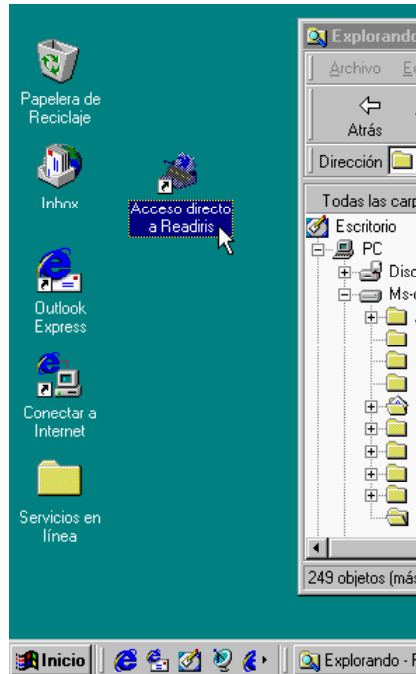 Papelera de
Reciclaje
Inbox
Acceso directo
a Readiris
Outlook
Express
Conectar a
Internet
Servicios en
línea
Explorando
Archivo
Atrás
Dirección
Todas las carp
Escritorio
PC
Disc
Ms-
249 objetos (más
Inicio
Explorando -